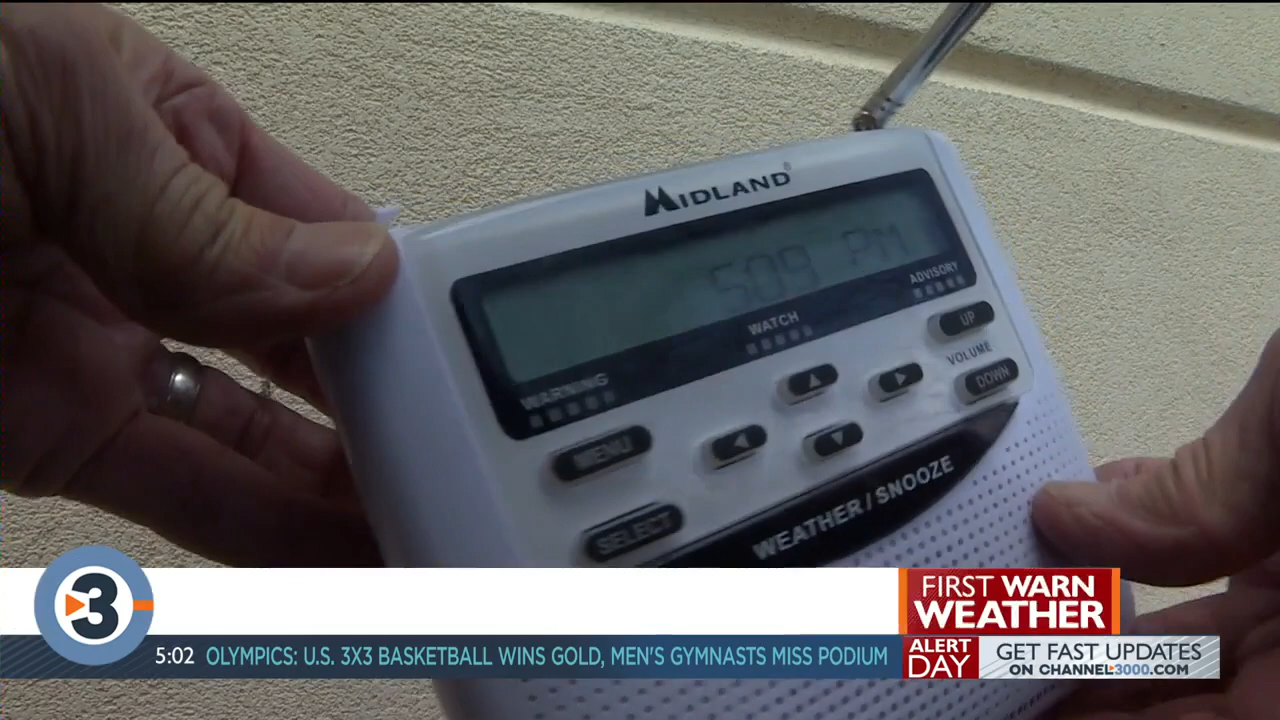 MIDLAND®
509 PM
ADVISORY
WATCH
WARNING
UP
VOLUME
DOWN
MENU
SELECT
WEATHER/SNOOZE
3
FIRST WARN
WEATHER
5:02 OLYMPICS: U.S. 3X3 BASKETBALL WINS GOLD, MEN'S GYMNASTS MISS PODIUM
ALERT
DAY
GET FAST UPDATES
ON CHANNEL3000.COM